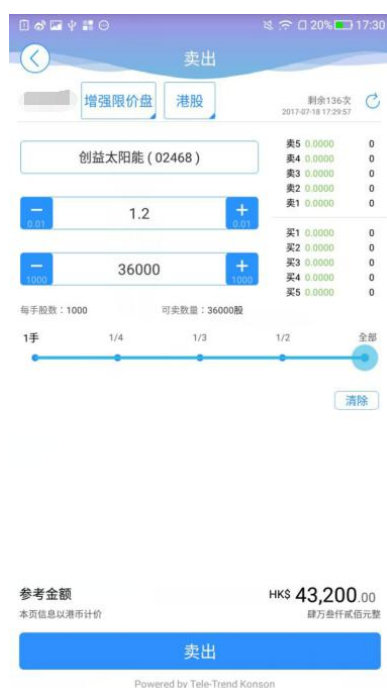 20% 17:30
卖出
增强限价盘 港股 剩余136次
2017-07-18 17:29:57
创益太阳能 ( 02468 )
卖5 0.0000 0
卖4 0.0000 0
卖3 0.0000 0
卖2 0.0000 0
卖1 0.0000 0
− 1.2 +
0.01 0.01
买1 0.0000 0
买2 0.0000 0
买3 0.0000 0
买4 0.0000 0
买5 0.0000 0
− 36000 +
1000 1000
每手股数：1000 可卖数量：36000股
1手 1/4 1/3 1/2 全部
清除
参考金额 HK$ 43,200.00
本页信息以港币计价 肆万叁仟贰佰元整
卖出
Powered by Tele-Trend Konson